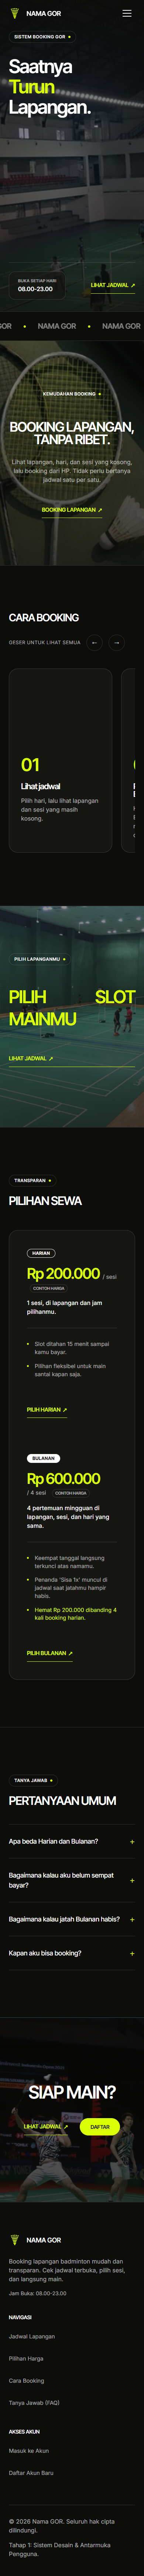 NAMA GOR
SISTEM BOOKING GOR
Saatnya
Turun
Lapangan.
BUKA SETIAP HARI
08.00-23.00
LIHAT JADWAL ↗
GOR • NAMA GOR • NAMA GOR
KEMUDAHAN BOOKING
BOOKING LAPANGAN,
TANPA RIBET.
Pilih lapangan, hari, dan sesi yang kosong,
lalu booking dari HP. Tidak perlu bertanya
jadwal satu per satu.
BOOKING LAPANGAN ↗
CARA BOOKING
GESER UNTUK LIHAT SEMUA ← →
01
Lihat jadwal
Pilih hari, lalu lihat lapangan
dan sesi yang masih
kosong.
PILIH LAPANGANMU
PILIH SLOT
MAINMU
LIHAT JADWAL ↗
TRANSPARAN
PILIHAN SEWA
HARIAN
Rp 200.000 / sesi
CONTOH HARGA
1 sesi, di lapangan dan jam
pilihanmu.
Slot ditahan 15 menit sampai
kamu bayar.
Pilihan fleksibel untuk main
santai kapan saja.
PILIH HARIAN ↗
BULANAN
Rp 600.000
/ 4 sesi CONTOH HARGA
4 pertemuan mingguan di
lapangan, sesi, dan hari yang
sama.
Keempat tanggal langsung
terkunci atas namamu.
Penanda 'Sisa 1x' muncul di
jadwal saat jatahmu hampir
habis.
Hemat Rp 200.000 dibanding 4
kali booking harian.
PILIH BULANAN ↗
TANYA JAWAB
PERTANYAAN UMUM
Apa beda Harian dan Bulanan? +
Bagaimana kalau aku belum sempat
bayar? +
Bagaimana kalau jatah Bulanan habis? +
Kapan aku bisa booking? +
SIAP MAIN?
LIHAT JADWAL ↗ DAFTAR
NAMA GOR
Booking lapangan badminton mudah dan
transparan. Cek jadwal terbuka, pilih sesi,
dan langsung main.
Jam Buka: 08.00-23.00
NAVIGASI
Jadwal Lapangan
Pilihan Harga
Cara Booking
Tanya Jawab (FAQ)
AKSES AKUN
Masuk ke Akun
Daftar Akun Baru
© 2026 Nama GOR. Seluruh hak cipta
dilindungi.
Tahap 1: Sistem Desain & Antarmuka
Pengguna.